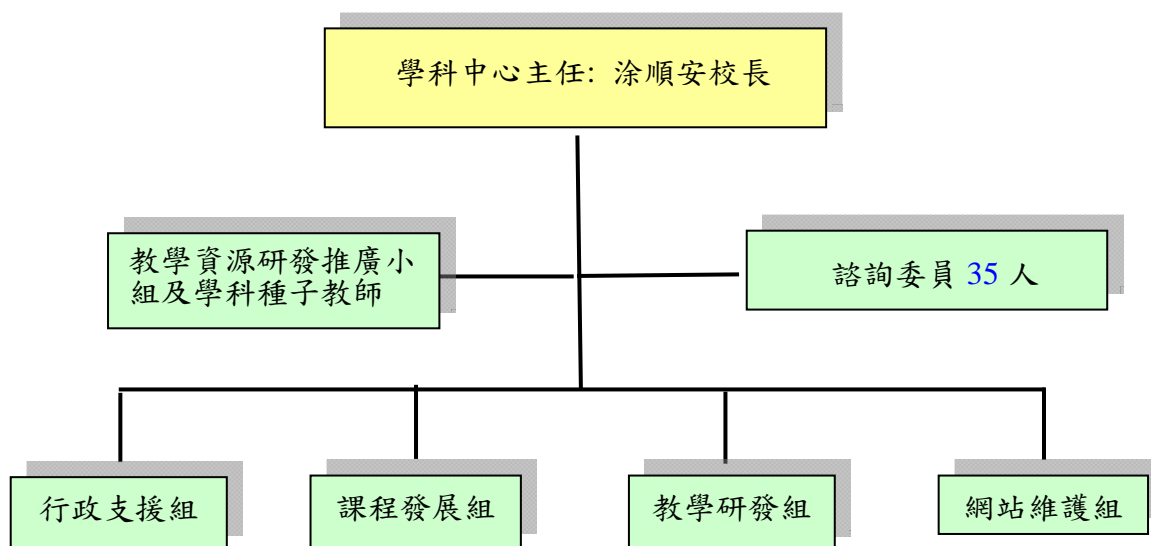 學科中心主任: 涂順安校長
教學資源研發推廣小
組及學科種子教師
諮詢委員 35 人
行政支援組
課程發展組
教學研發組
網站維護組